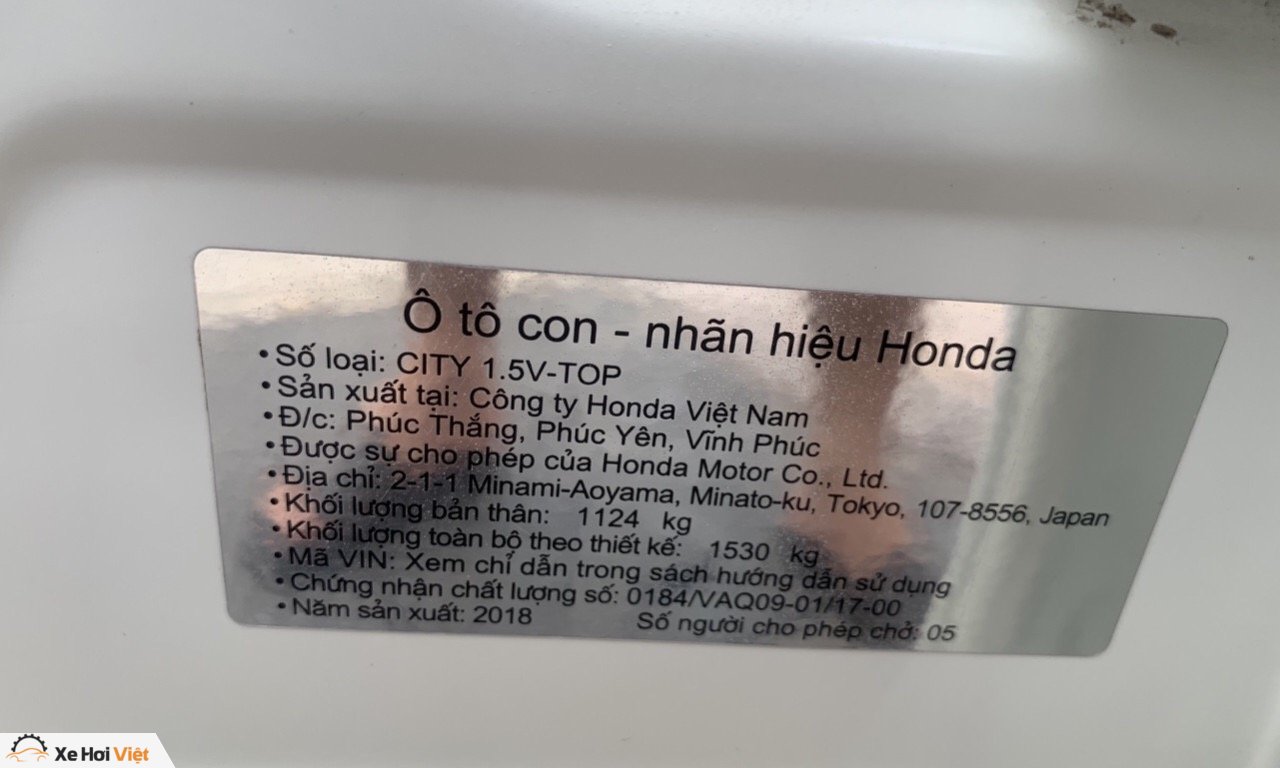 Ô tô con - nhãn hiệu Honda
• Số loại: CITY 1.5V-TOP
• Sản xuất tại: Công ty Honda Việt Nam
• Đ/c: Phúc Thắng, Phúc Yên, Vĩnh Phúc
• Được sự cho phép của Honda Motor Co., Ltd.
• Địa chỉ: 2-1-1 Minami-Aoyama, Minato-ku, Tokyo, 107-8556, Japan
• Khối lượng bản thân: 1124 kg
• Khối lượng toàn bộ theo thiết kế: 1530 kg
• Mã VIN: Xem chỉ dẫn trong sách hướng dẫn sử dụng
• Chứng nhận chất lượng số: 0184/VAQ09-01/17-00
• Năm sản xuất: 2018 Số người cho phép chở: 05
Xe Hơi Việt